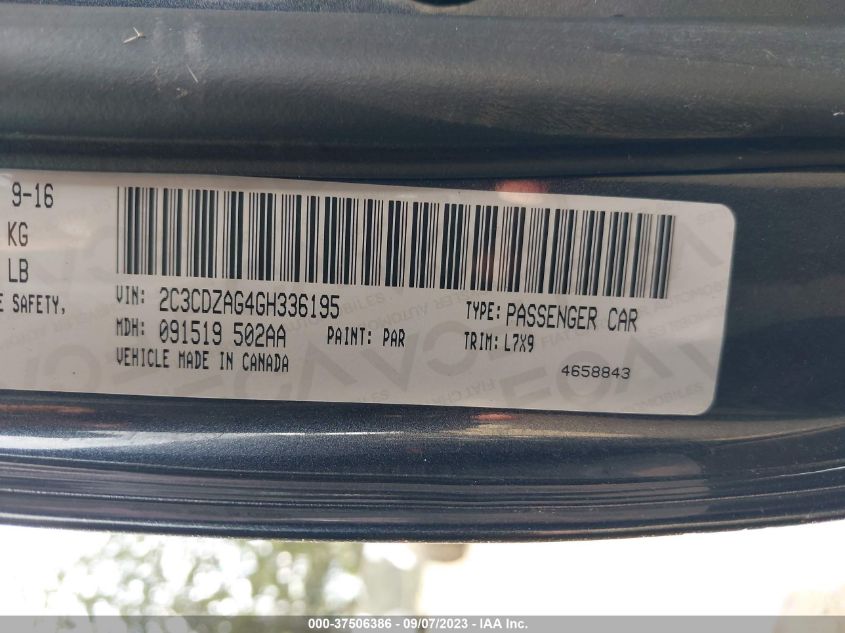 9-16
KG
LB
E SAFETY,
VIN: 2C3CDZAG4GH336195
TYPE: PASSENGER CAR
MDH: 091519 502AA PAINT: PAR
TRIM: L7X9
VEHICLE MADE IN CANADA
4658843
000-37506386 - 09/07/2023 - IAA Inc.